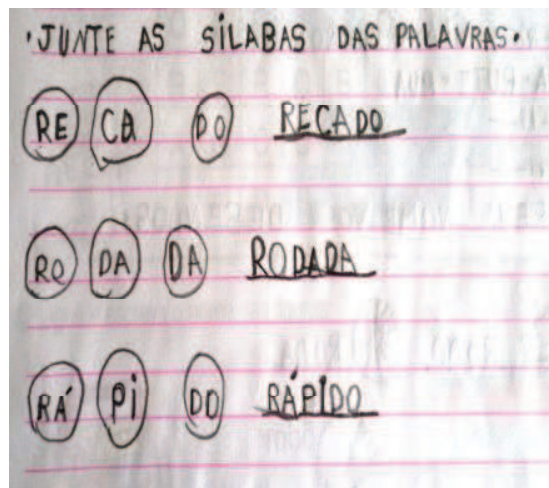 ·JUNTE AS SÍLABAS DAS PALAVRAS·
RE CA DO RECADO
RO DA DA RODADA
RÁ Pi DO RÁPIDO